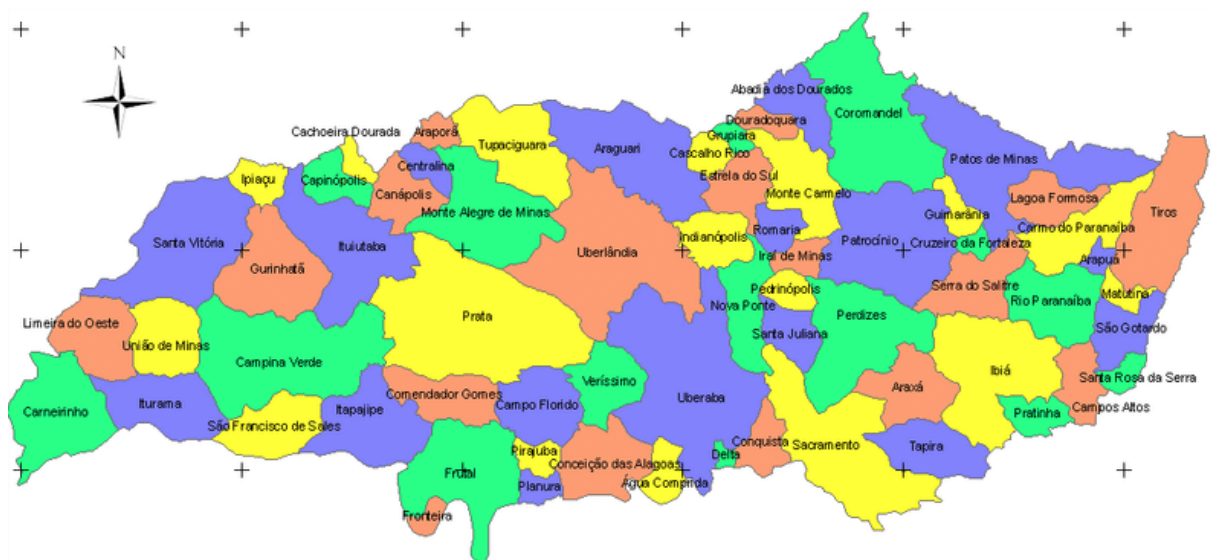 N
Abadia dos Dourados
Coromandel
Douradoquara
Grupiara
Cachoeira Dourada
Araporã
Tupaciguara
Araguari
Cascalho Rico
Patos de Minas
Centralina
Estrela do Sul
Ipiaçu
Capinópolis
Canápolis
Monte Carmelo
Lagoa Formosa
Tiros
Monte Alegre de Minas
Guimarânia
Carmo do Paranaíba
Romaria
Santa Vitória
Ituiutaba
Indianópolis
Patrocínio
Cruzeiro da Fortaleza
Uberlândia
Iraí de Minas
Arapua
Gurinhatã
Pedrinópolis
Serra do Salitre
Matutina
Nova Ponte
Rio Paranaíba
Prata
Perdizes
Limeira do Oeste
Santa Juliana
São Gotardo
União de Minas
Campina Verde
Ibiá
Veríssimo
Santa Rosa da Serra
Comendador Gomes
Araxá
Uberaba
Iturama
Itapajipe
Campo Florido
Campos Altos
Carneirinho
Pratinha
São Francisco de Sales
Conquista
Sacramento
Tapira
Pirajuba
Delta
Conceição das Alagoas
Frutal
Água Comprida
Planura
Fronteira